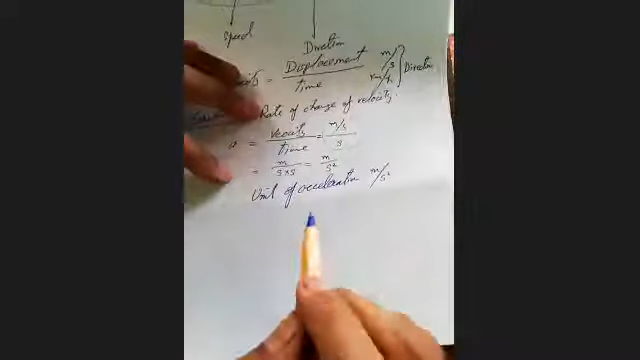 Speed
Direction
= Displacement / time m/s Direction
Rate of change of velocity.
a = Velocity / time = m/s / s
= m / s×s = m / s²
Unit of acceleration m/s²